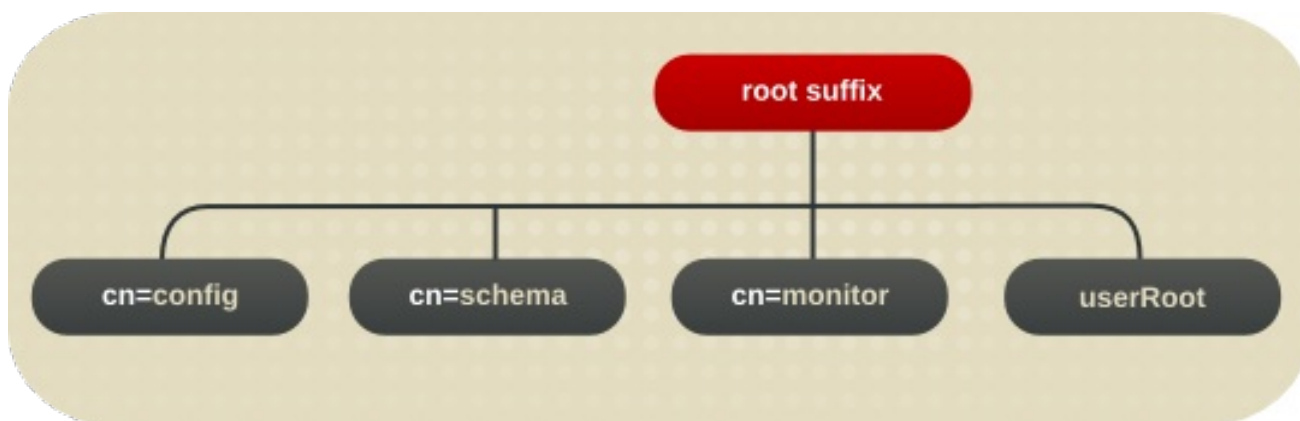 root suffix
cn=config
cn=schema
cn=monitor
userRoot